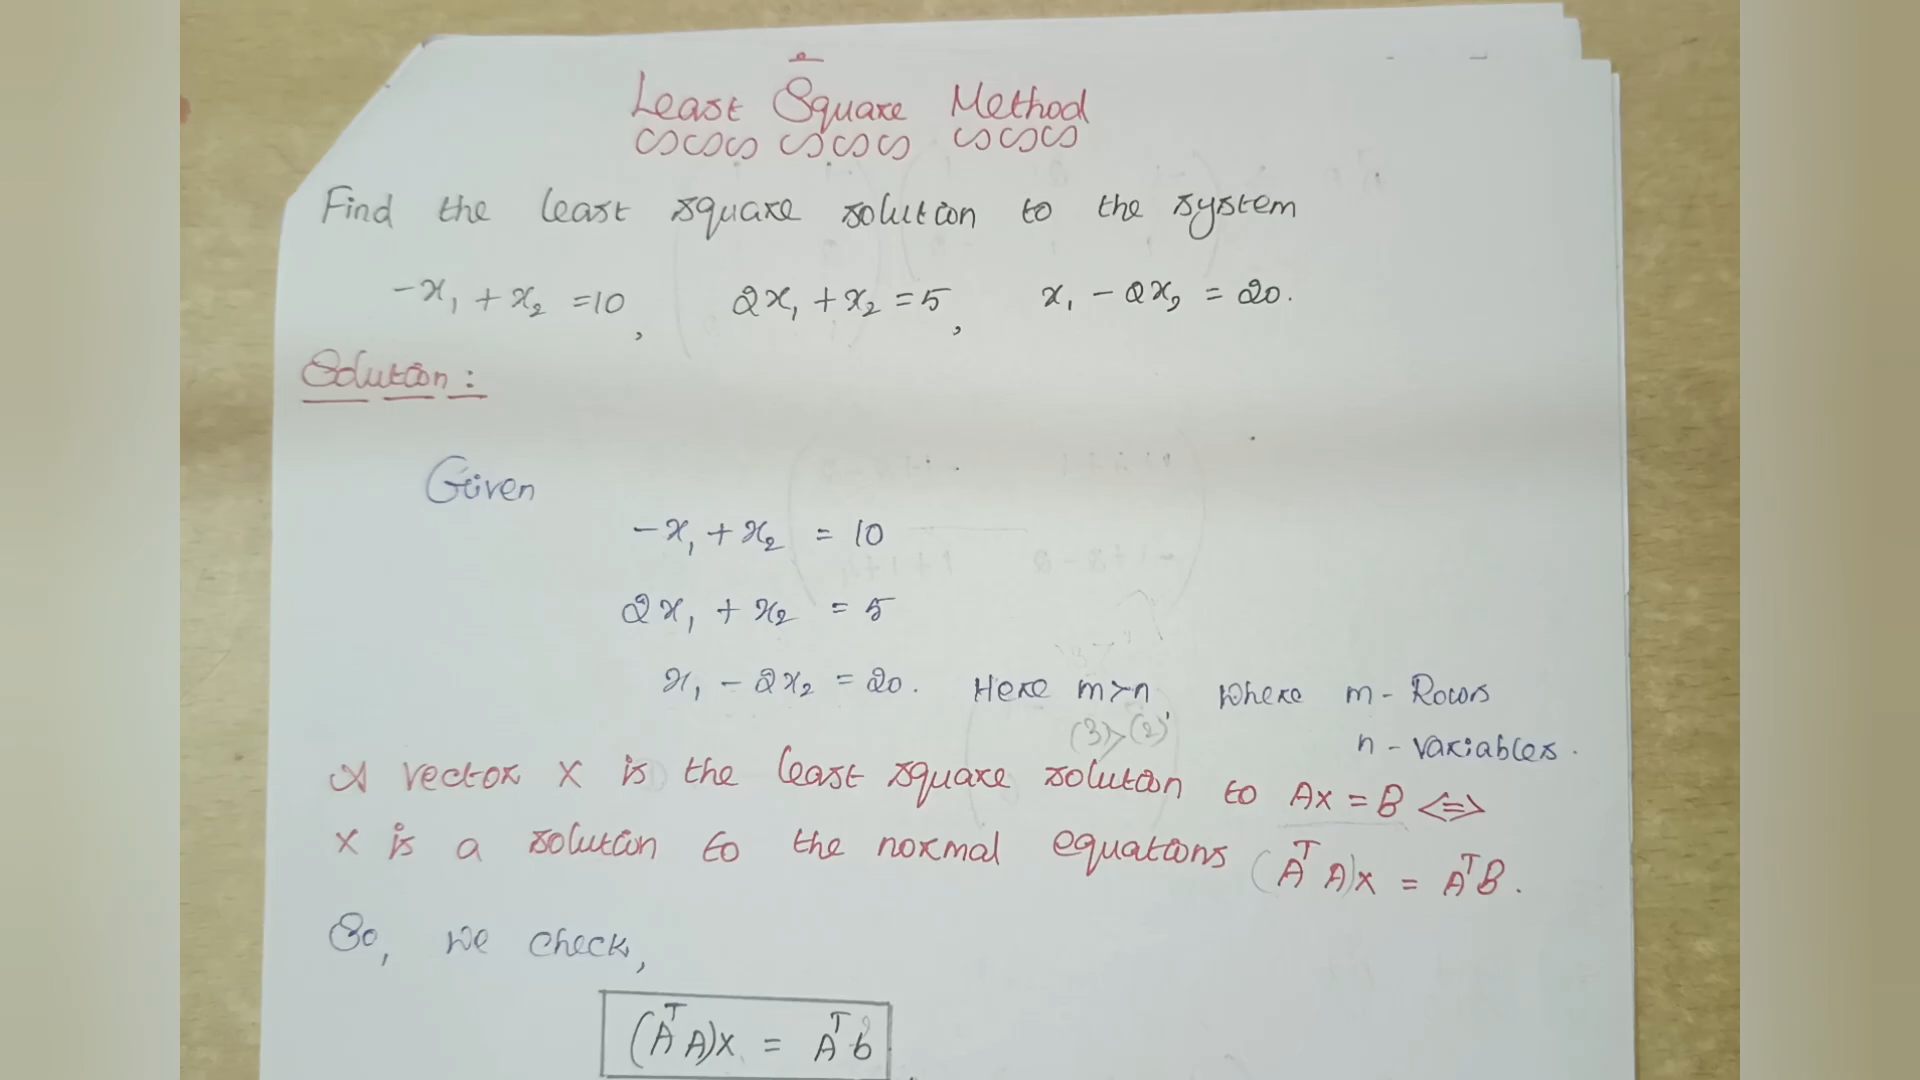 Least Square Method
Find the least square solution to the system
-x₁ + x₂ = 10, 2x₁ + x₂ = 5, x₁ - 2x₂ = 20.
Solution:
Given
-x₁ + x₂ = 10
2x₁ + x₂ = 5
x₁ - 2x₂ = 20. Here m>n, where m - Rows
(3)>(2) n - variables.
A vector X is the least square solution to AX = B <=>
X is a solution to the normal equations (AᵀA)X = AᵀB.
So, we check,
(AᵀA)X = Aᵀb